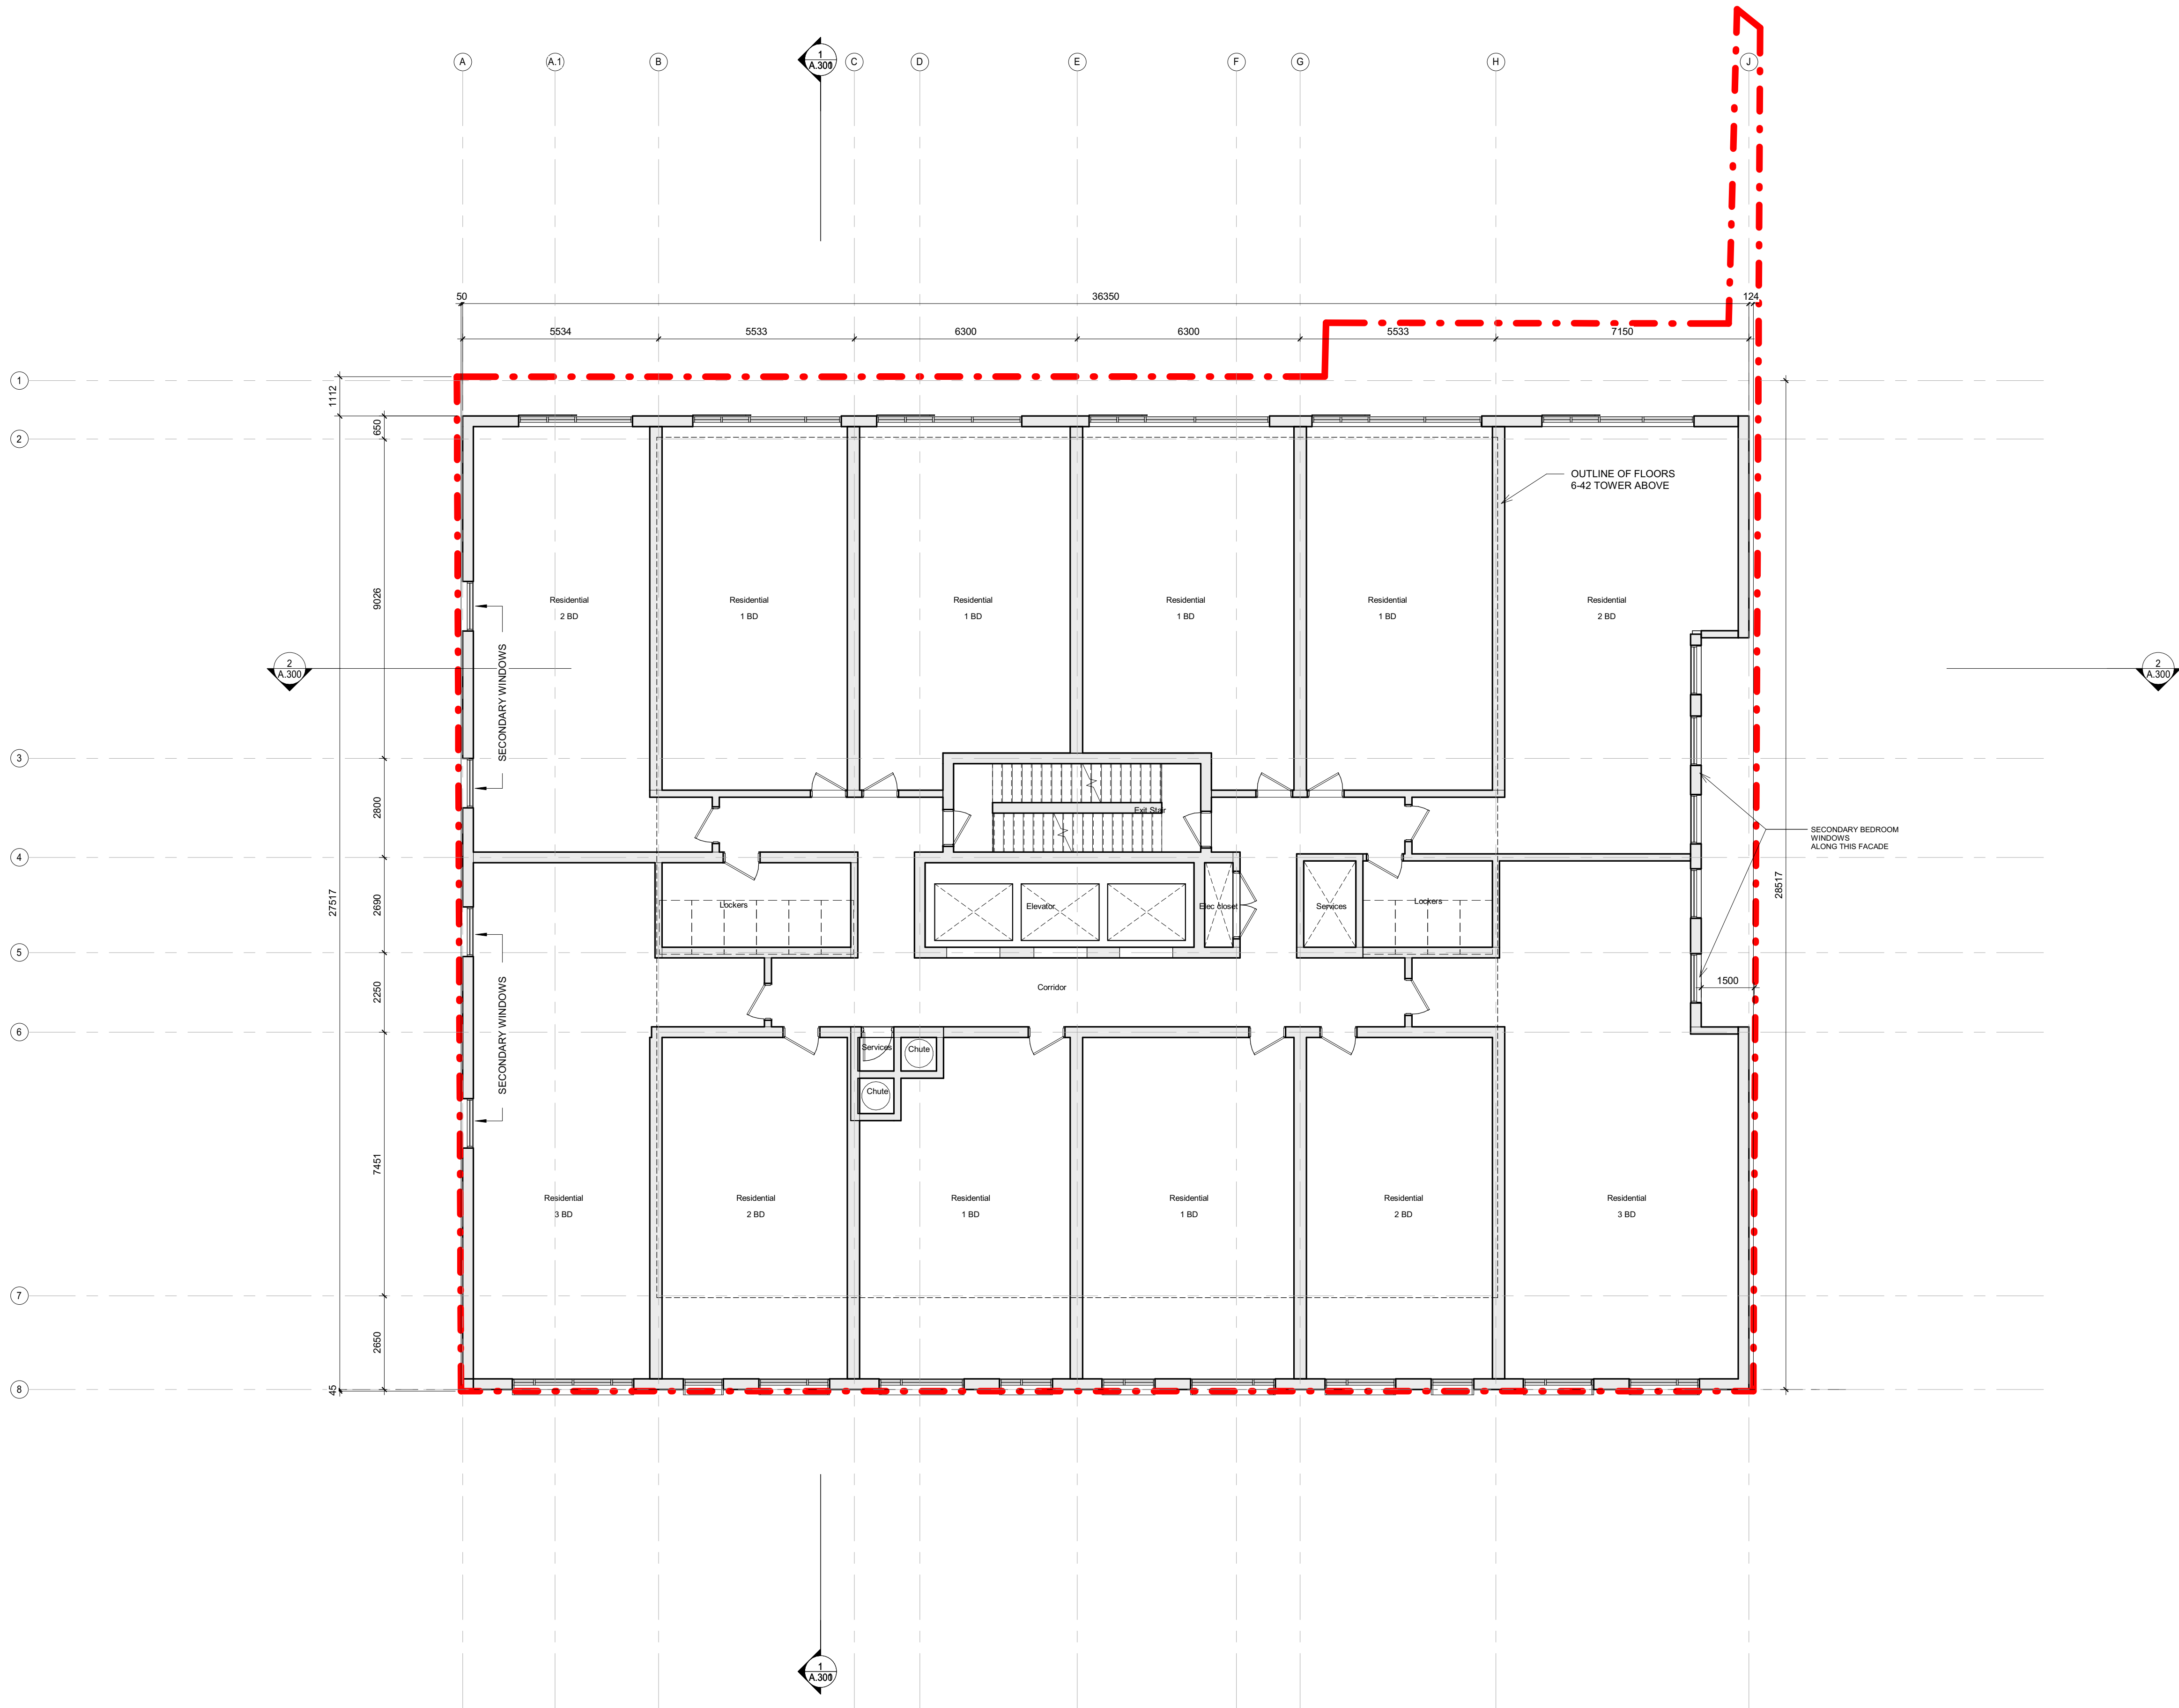 1
A.300
A
A.1
B
C
D
E
F
G
H
J
50
36350
124
5534
5533
6300
6300
5533
7150
1
1112
2
650
OUTLINE OF FLOORS
6-42 TOWER ABOVE
9026
Residential
2 BD
Residential
1 BD
Residential
1 BD
Residential
1 BD
Residential
1 BD
Residential
2 BD
SECONDARY WINDOWS
2
A.300
2
A.300
3
2800
Exit Stair
SECONDARY BEDROOM
WINDOWS
ALONG THIS FACADE
4
27517
2690
28517
Lockers
Elevator
Elec closet
Services
Lockers
5
2250
Corridor
1500
SECONDARY WINDOWS
6
Services
Chute
Chute
7451
Residential
3 BD
Residential
2 BD
Residential
1 BD
Residential
1 BD
Residential
2 BD
Residential
3 BD
7
2650
8
45
1